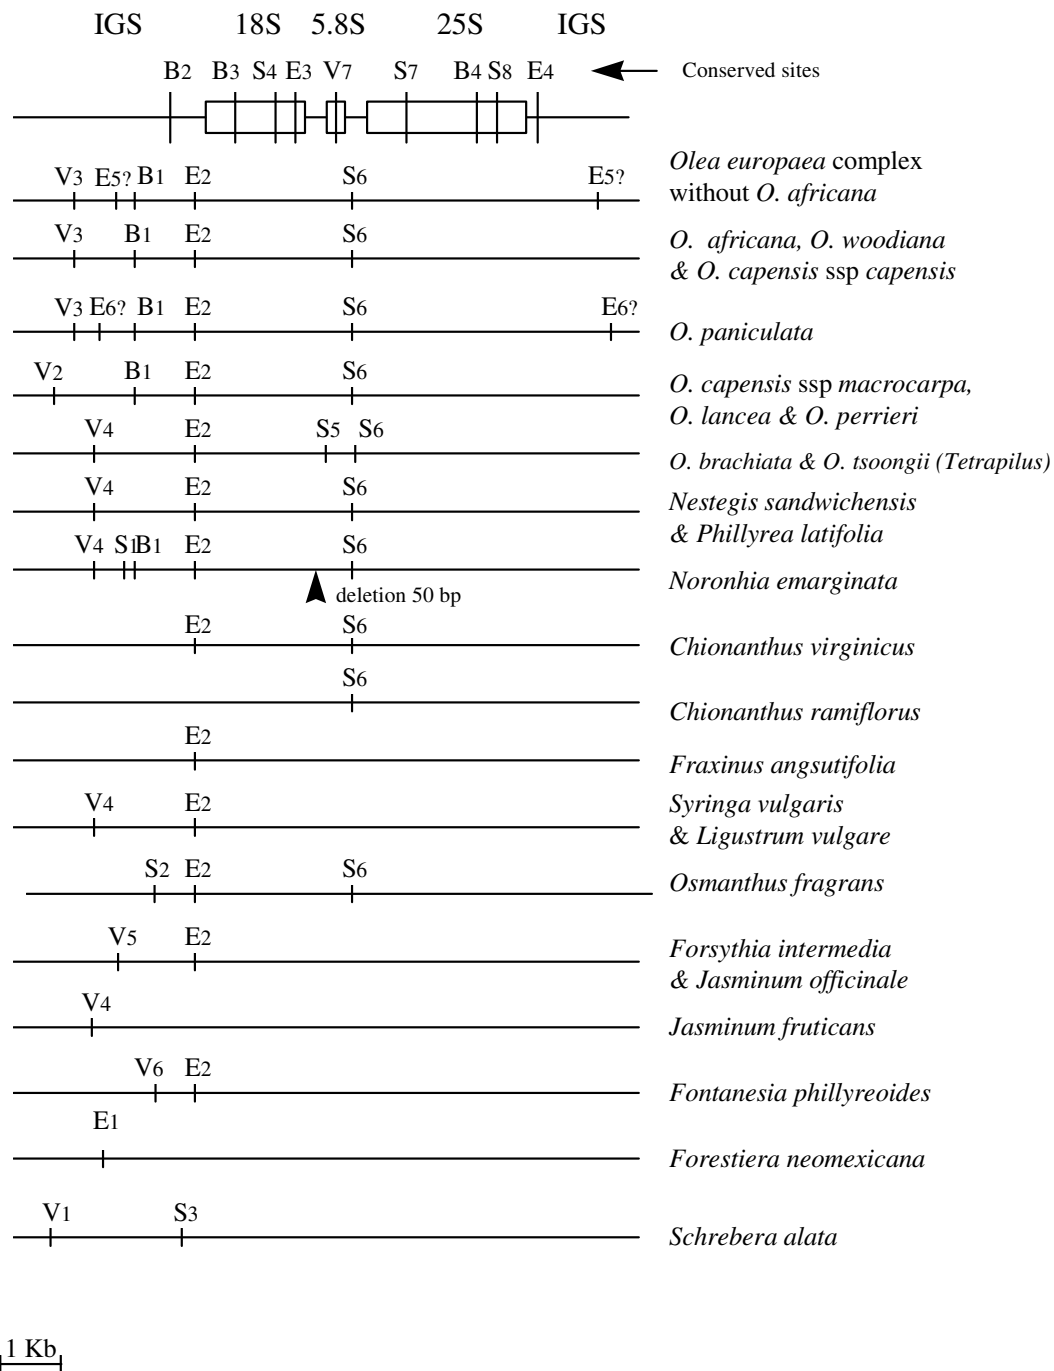 IGS 18S 5.8S 25S IGS
B2 B3 S4 E3 V7 S7 B4 S8 E4 Conserved sites
V3 E5? B1 E2 S6 E5?
Olea europaea complex
without O. africana
V3 B1 E2 S6
O. africana, O. woodiana
& O. capensis ssp capensis
V3 E6? B1 E2 S6 E6?
O. paniculata
V2 B1 E2 S6
O. capensis ssp macrocarpa,
O. lancea & O. perrieri
V4 E2 S5 S6
O. brachiata & O. tsoongii (Tetrapilus)
V4 E2 S6
Nestegis sandwichensis
& Phillyrea latifolia
V4 S1B1 E2 S6
Noronhia emarginata
deletion 50 bp
E2 S6
Chionanthus virginicus
S6
Chionanthus ramiflorus
E2
Fraxinus angsutifolia
V4 E2
Syringa vulgaris
& Ligustrum vulgare
S2 E2 S6
Osmanthus fragrans
V5 E2
Forsythia intermedia
& Jasminum officinale
V4
Jasminum fruticans
V6 E2
Fontanesia phillyreoides
E1
Forestiera neomexicana
V1 S3
Schrebera alata
1 Kb